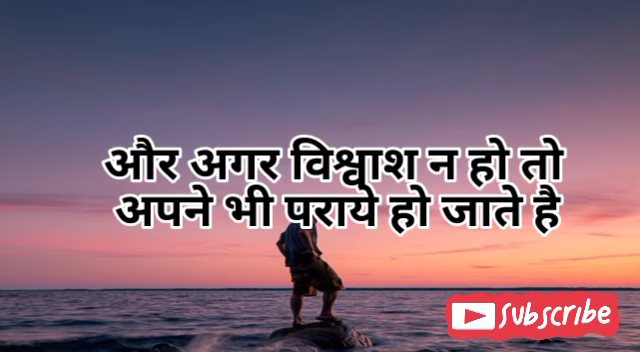 और अगर विश्वाश न हो तो
अपने भी पराये हो जाते है
Subscribe